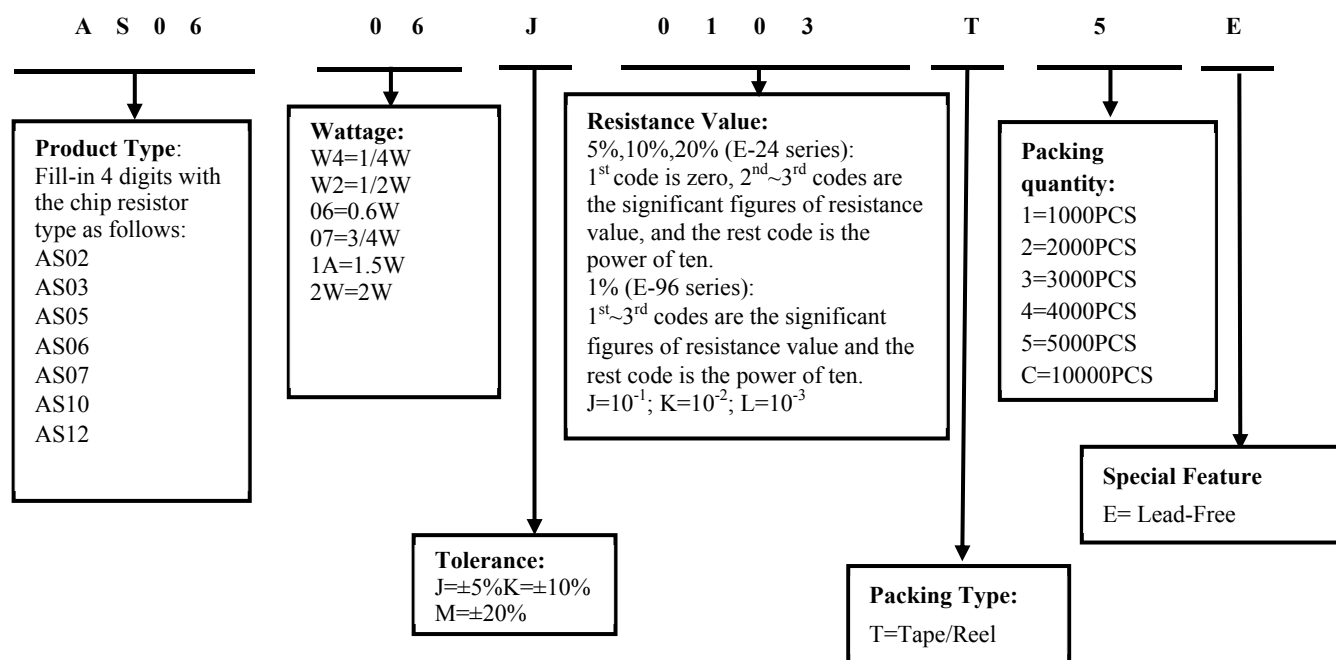 A S 0 6 0 6 J 0 1 0 3 T 5 E
Product Type:
Fill-in 4 digits with
the chip resistor
type as follows:
AS02
AS03
AS05
AS06
AS07
AS10
AS12
Wattage:
W4=1/4W
W2=1/2W
06=0.6W
07=3/4W
1A=1.5W
2W=2W
Tolerance:
J=±5%K=±10%
M=±20%
Resistance Value:
5%,10%,20% (E-24 series):
1st code is zero, 2nd~3rd codes are
the significant figures of resistance
value, and the rest code is the
power of ten.
1% (E-96 series):
1st~3rd codes are the significant
figures of resistance value and the
rest code is the power of ten.
J=10-1; K=10-2; L=10-3
Packing Type:
T=Tape/Reel
Packing
quantity:
1=1000PCS
2=2000PCS
3=3000PCS
4=4000PCS
5=5000PCS
C=10000PCS
Special Feature
E= Lead-Free